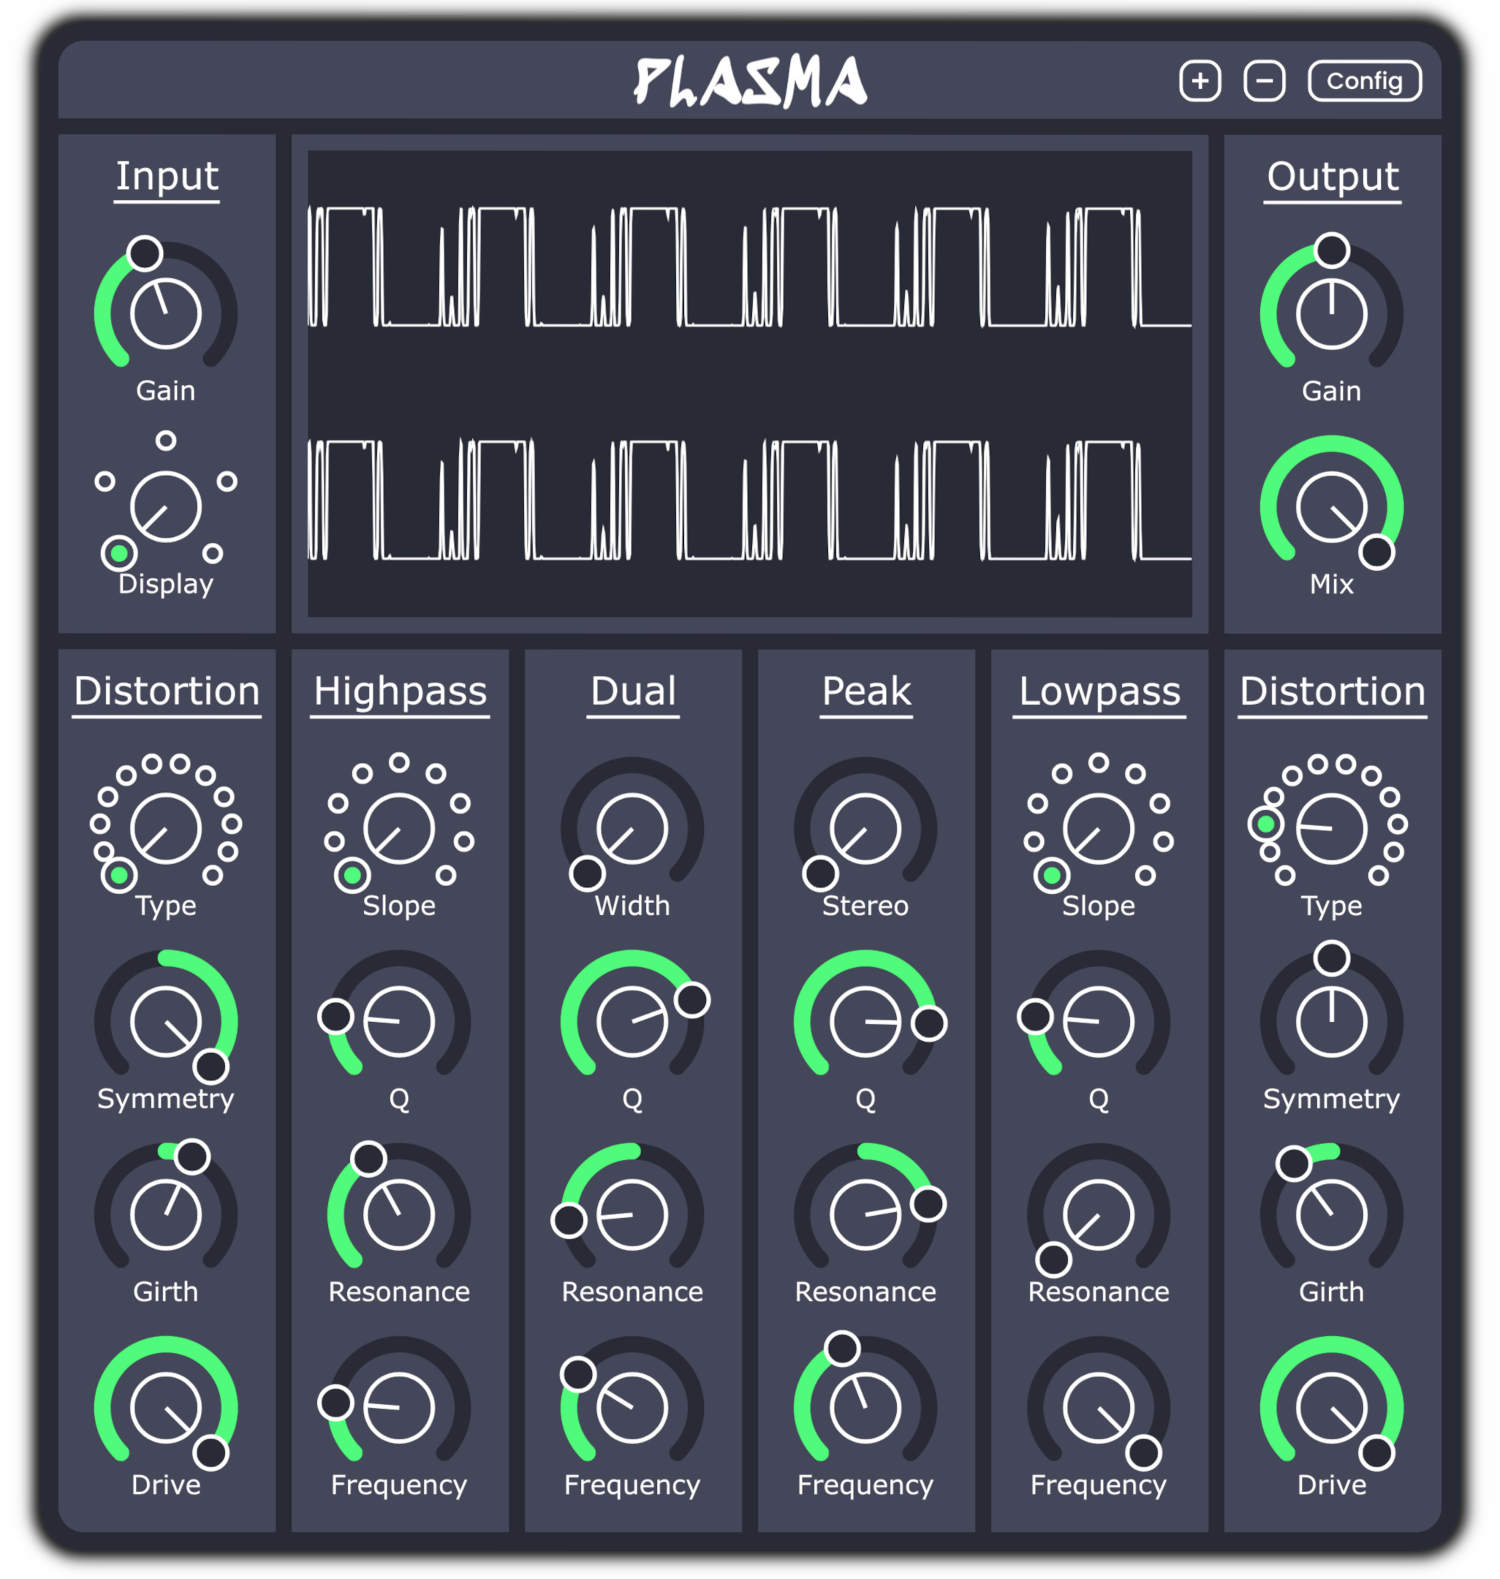 PLASMA
+
−
Config
Input
Gain
Display
Output
Gain
Mix
Distortion
Type
Symmetry
Girth
Drive
Highpass
Slope
Q
Resonance
Frequency
Dual
Width
Q
Resonance
Frequency
Peak
Stereo
Q
Resonance
Frequency
Lowpass
Slope
Q
Resonance
Frequency
Distortion
Type
Symmetry
Girth
Drive